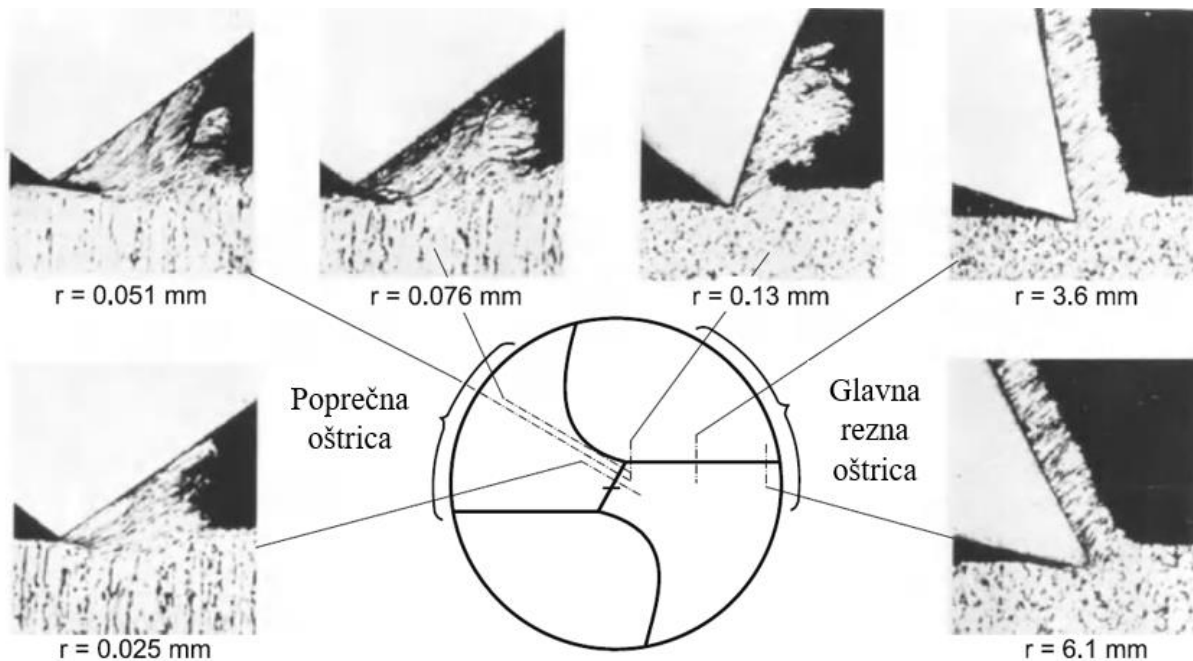 r = 0.051 mm
r = 0.076 mm
r = 0.13 mm
r = 3.6 mm
Poprečna
oštrica
Glavna
rezna
oštrica
r = 0.025 mm
r = 6.1 mm